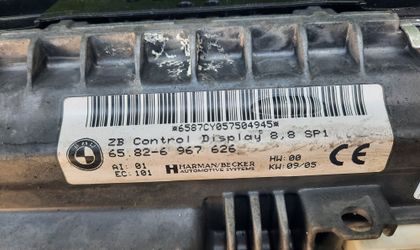 *6587CY057504945*
ZB Control Display 8,8 SP1
65.82-6 967 626
AI: 01 HARMAN/BECKER HW: 00
EC: 101 AUTOMOTIVE SYSTEMS KW: 09/05
CE